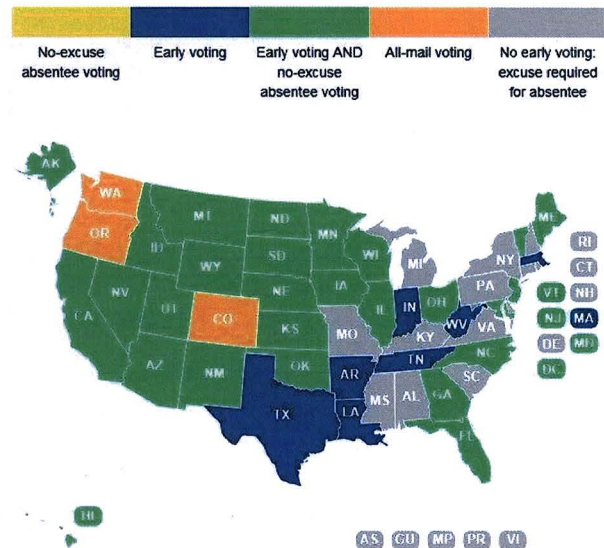 No-excuse
absentee voting
Early voting
Early voting AND
no-excuse
absentee voting
All-mail voting
No early voting:
excuse required
for absentee
AK
WA
MT
ND
MN
ME
OR
ID
WY
SD
WI
MI
NY
RI
CT
NV
NE
IA
PA
VT
NH
CA
UT
CO
KS
MO
IL
IN
OH
WV
VA
KY
NJ
MA
DE
MD
DC
AZ
NM
OK
AR
TN
NC
SC
TX
LA
MS
AL
GA
FL
HI
AS
GU
MP
PR
VI